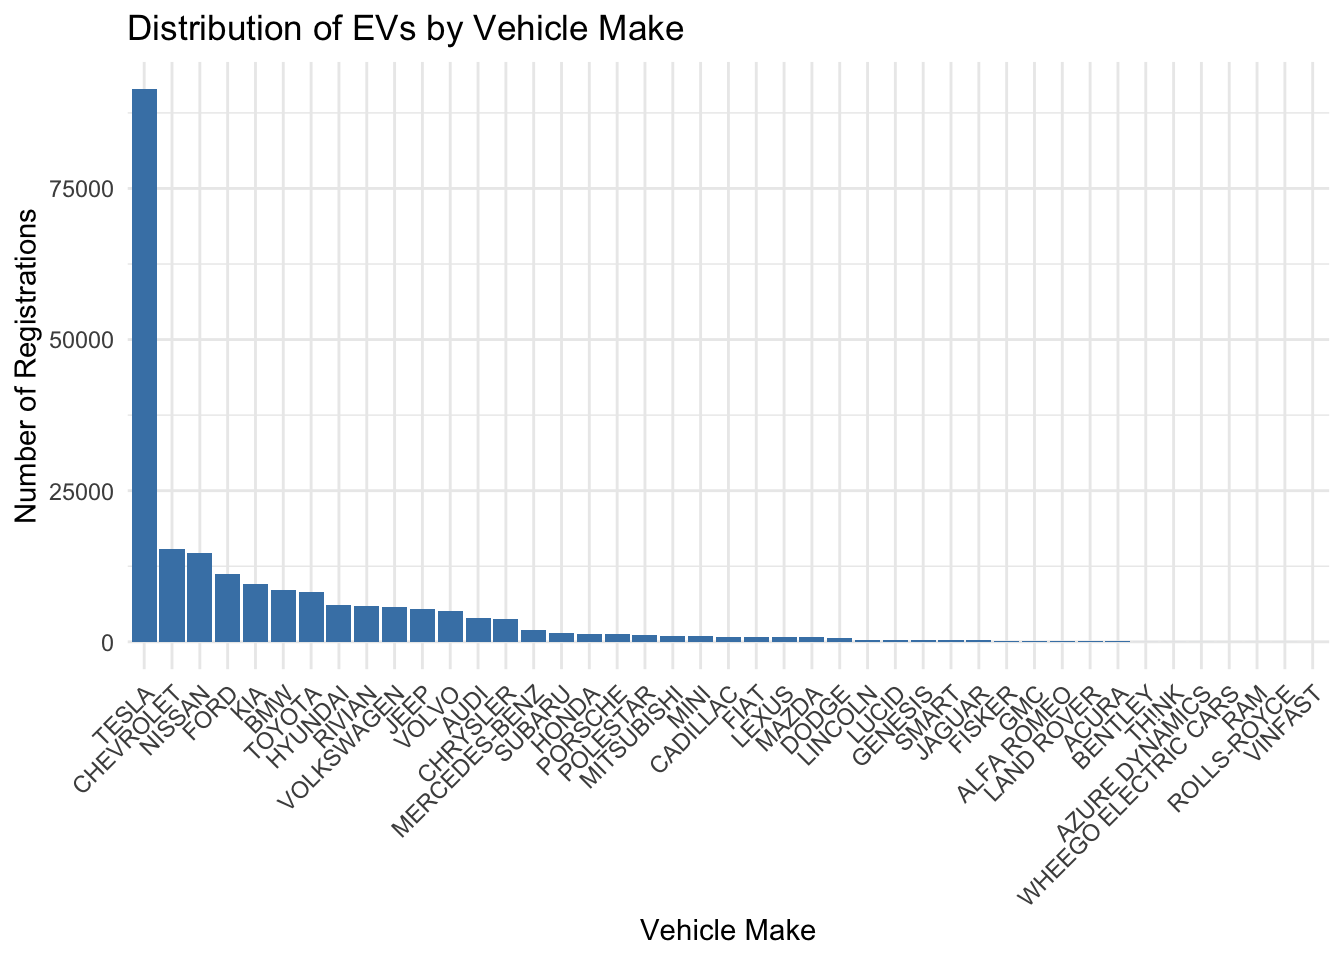 Distribution of EVs by Vehicle Make
Number of Registrations
75000
50000
25000
0
TESLA
CHEVROLET
NISSAN
FORD
KIA
BMW
TOYOTA
HYUNDAI
RIVIAN
VOLKSWAGEN
JEEP
VOLVO
AUDI
CHRYSLER
MERCEDES-BENZ
SUBARU
HONDA
PORSCHE
POLESTAR
MITSUBISHI
MINI
CADILLAC
FIAT
LEXUS
MAZDA
DODGE
LINCOLN
LUCID
GENESIS
SMART
JAGUAR
FISKER
GMC
ALFA ROMEO
LAND ROVER
ACURA
BENTLEY
TH!NK
AZURE DYNAMICS
WHEEGO ELECTRIC CARS
RAM
ROLLS-ROYCE
VINFAST
Vehicle Make